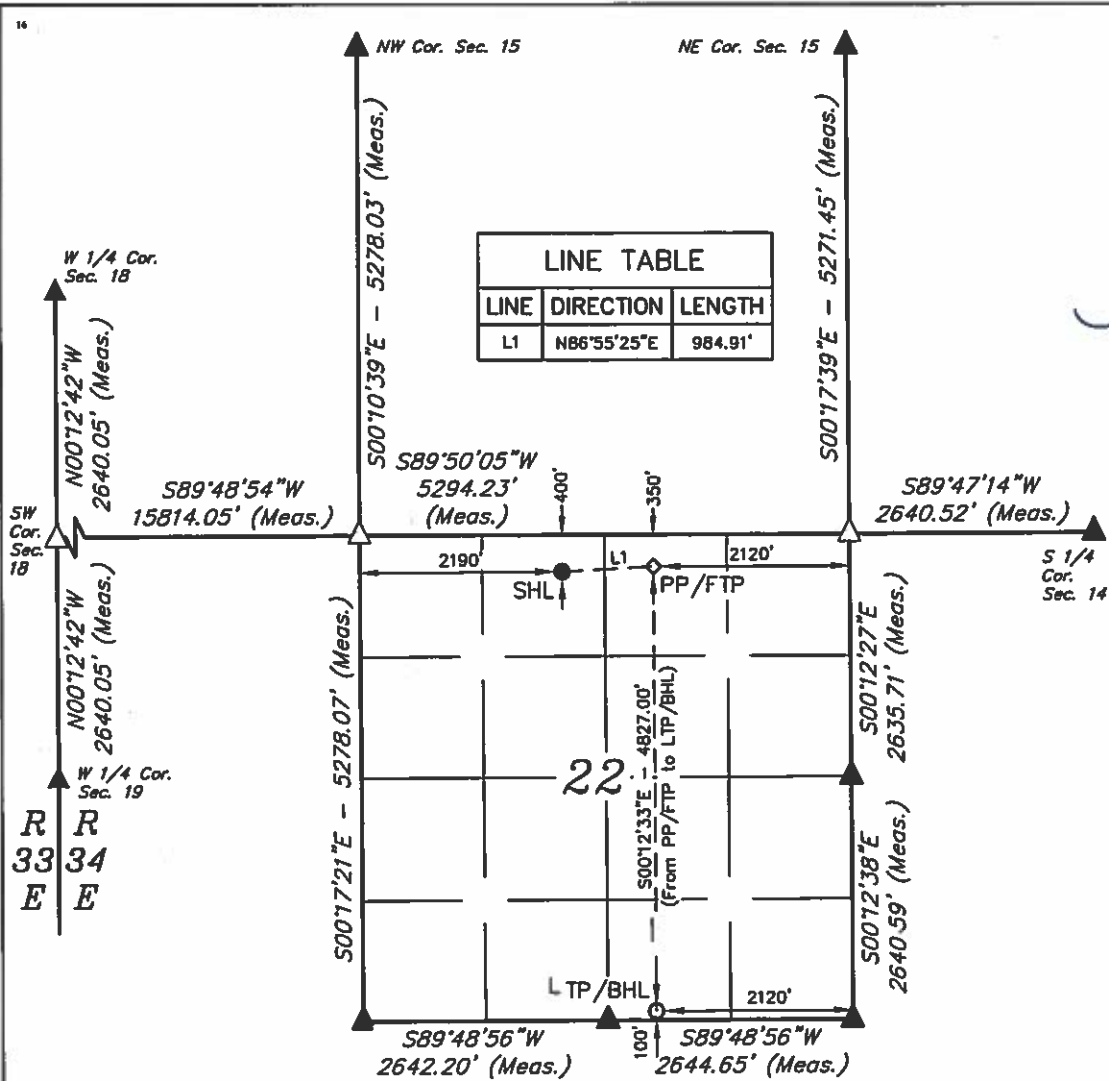 16
NW Cor. Sec. 15
NE Cor. Sec. 15
S00°10'39"E - 5278.03' (Meas.)
S00°17'39"E - 5271.45' (Meas.)
W 1/4 Cor.
Sec. 18
N00°12'42"W
2640.05' (Meas.)
LINE TABLE
LINE DIRECTION LENGTH
L1 N86°55'25"E 984.91'
S89°48'54"W
15814.05' (Meas.)
S89°50'05"W
5294.23'
(Meas.)
400'
350'
S89°47'14"W
2640.52' (Meas.)
SW
Cor.
Sec.
18
S 1/4
Cor.
Sec. 14
2190'
L1
2120'
SHL
PP/FTP
N00°12'42"W
2640.05' (Meas.)
S00°17'21"E - 5278.07' (Meas.)
S00°12'33"E - 4827.00'
(From PP/FTP to LTP/BHL)
S00°12'27"E
2635.71' (Meas.)
W 1/4 Cor.
Sec. 19
22
R R
33 34
E E
S00°12'38"E
2640.59' (Meas.)
LTP/BHL
2120'
100'
S89°48'56"W
2642.20' (Meas.)
S89°48'56"W
2644.65' (Meas.)